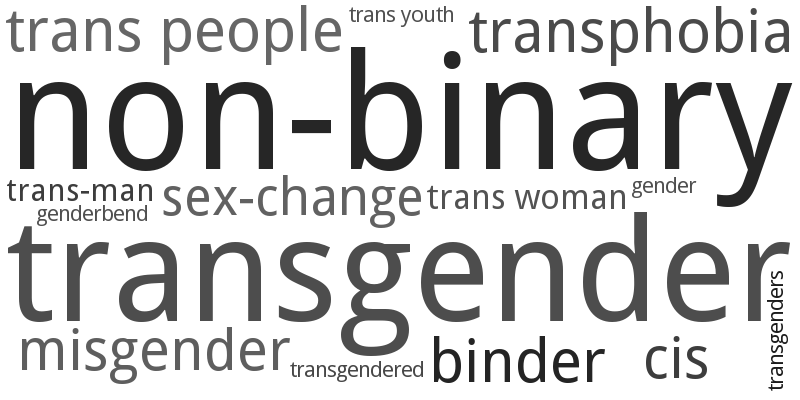 trans people trans youth transphobia
non-binary
trans-man sex-change trans woman gender
genderbend
transgender
transgenders
misgender transgendered binder cis